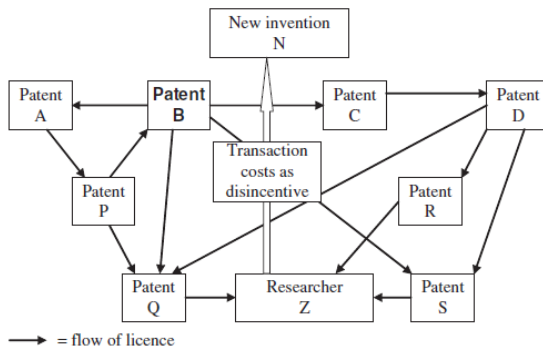 New invention
N
Patent
A
Patent
B
Patent
C
Patent
D
Transaction
costs as
disincentive
Patent
P
Patent
R
Patent
Q
Researcher
Z
Patent
S
= flow of licence